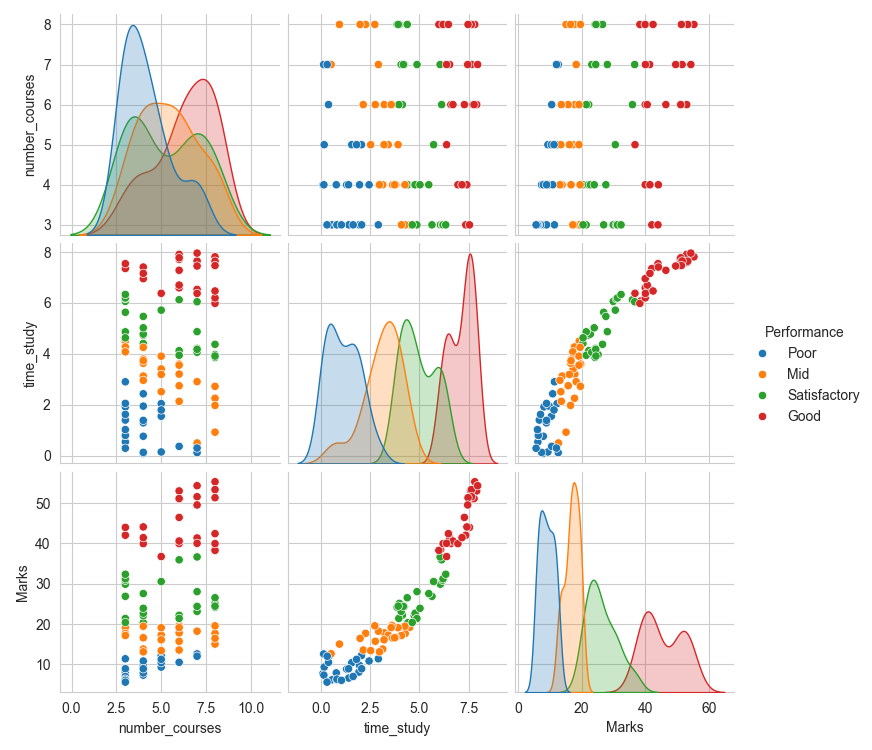 8
7
6
5
4
3
number_courses
8
6
4
2
0
time_study
Performance
Poor
Mid
Satisfactory
Good
50
40
30
20
10
Marks
0.0 2.5 5.0 7.5 10.0
number_courses
0.0 2.5 5.0 7.5
time_study
0 20 40 60
Marks